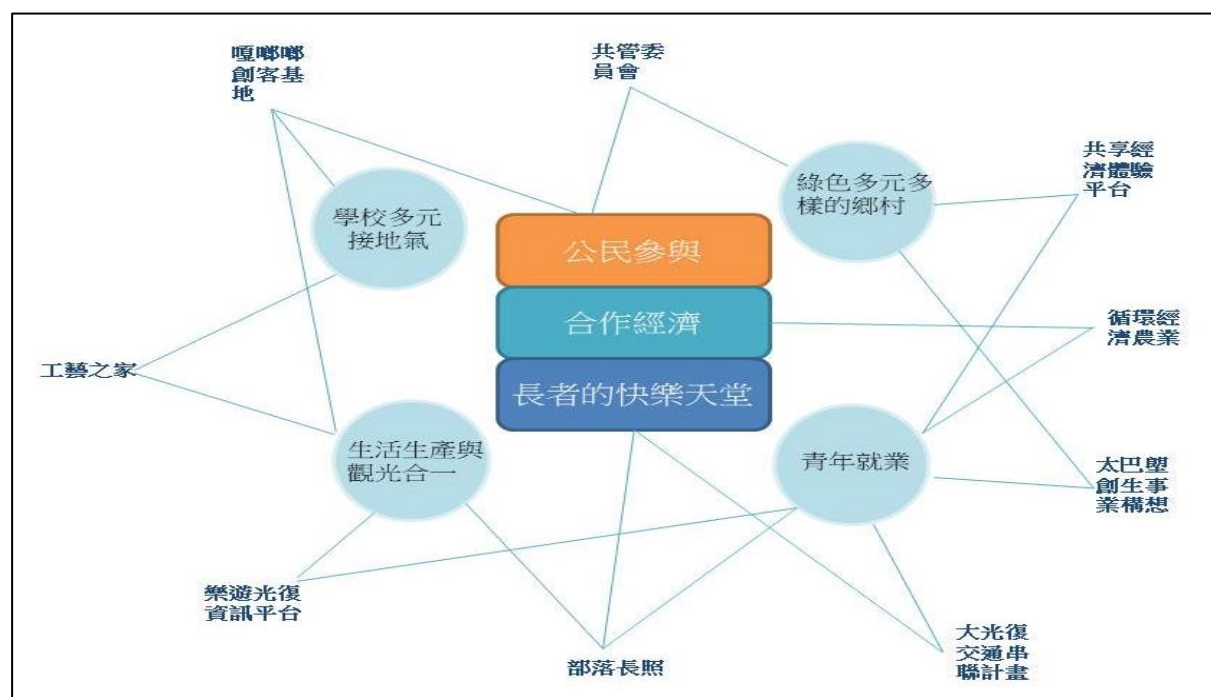 嘎啷啷
創客基
地
共管委
員會
共享經
濟體驗
平台
綠色多元多
樣的鄉村
學校多元
接地氣
公民參與
合作經濟
長者的快樂天堂
循環經
濟農業
工藝之家
生活生產與
觀光合一
青年就業
太巴塱
創生事
業構想
樂遊光復
資訊平台
部落長照
大光復
交通串
聯計畫